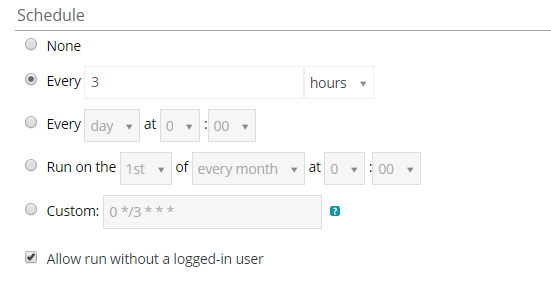 Schedule
None
Every 3 hours
Every day at 0 : 00
Run on the 1st of every month at 0 : 00
Custom: 0 */3 * * * ?
Allow run without a logged-in user